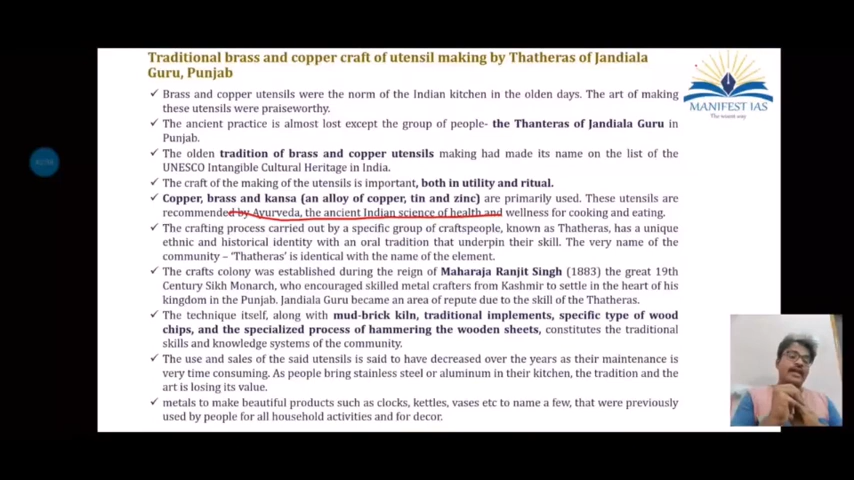 Traditional brass and copper craft of utensil making by Thatheras of Jandiala
Guru, Punjab
✓ Brass and copper utensils were the norm of the Indian kitchen in the olden days. The art of making
these utensils were praiseworthy.
✓ The ancient practice is almost lost except the group of people- the Thanteras of Jandiala Guru in
Punjab.
✓ The olden tradition of brass and copper utensils making had made its name on the list of the
UNESCO Intangible Cultural Heritage in India.
✓ The craft of the making of the utensils is important, both in utility and ritual.
✓ Copper, brass and kansa (an alloy of copper, tin and zinc) are primarily used. These utensils are
recommended by Ayurveda, the ancient Indian science of health and wellness for cooking and eating.
✓ The crafting process carried out by a specific group of craftspeople, known as Thatheras, has a unique
ethnic and historical identity with an oral tradition that underpin their skill. The very name of the
community – ‘Thatheras’ is identical with the name of the element.
✓ The crafts colony was established during the reign of Maharaja Ranjit Singh (1883) the great 19th
Century Sikh Monarch, who encouraged skilled metal crafters from Kashmir to settle in the heart of his
kingdom in the Punjab. Jandiala Guru became an area of repute due to the skill of the Thatheras.
✓ The technique itself, along with mud-brick kiln, traditional implements, specific type of wood
chips, and the specialized process of hammering the wooden sheets, constitutes the traditional
skills and knowledge systems of the community.
✓ The use and sales of the said utensils is said to have decreased over the years as their maintenance is
very time consuming. As people bring stainless steel or aluminum in their kitchen, the tradition and the
art is losing its value.
✓ metals to make beautiful products such as clocks, kettles, vases etc to name a few, that were previously
used by people for all household activities and for decor.
MANIFEST IAS